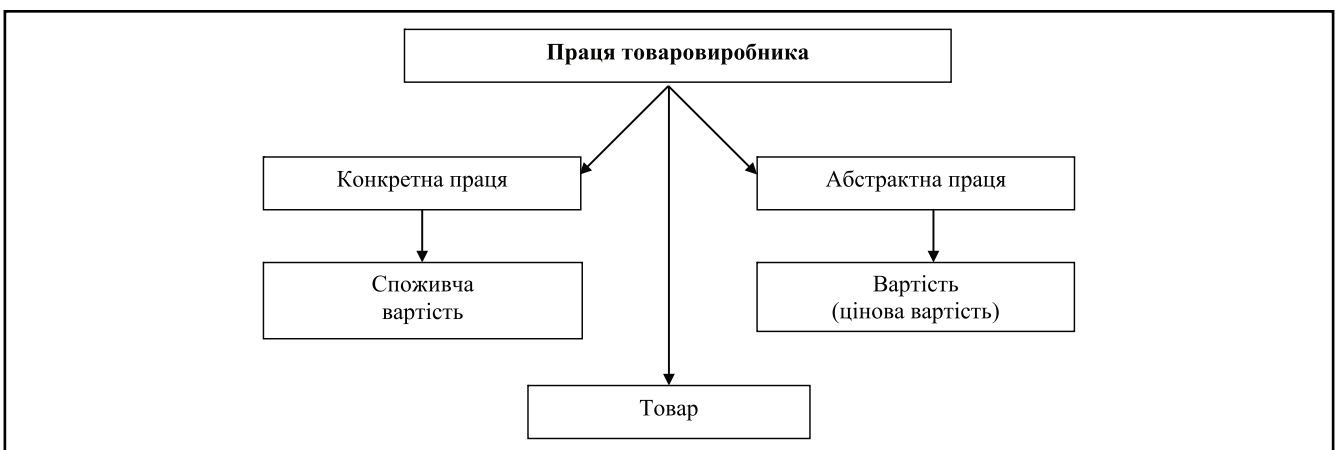 Праця товаровиробника
Конкретна праця
Абстрактна праця
Споживча
вартість
Вартість
(цінова вартість)
Товар